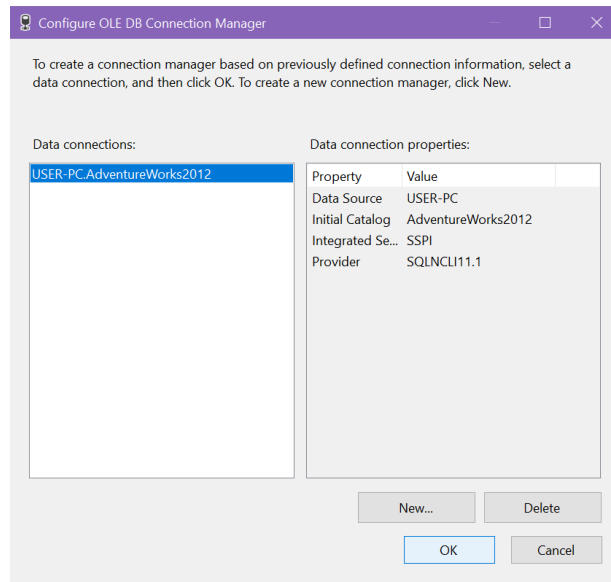 Configure OLE DB Connection Manager
To create a connection manager based on previously defined connection information, select a
data connection, and then click OK. To create a new connection manager, click New.
Data connections:
Data connection properties:
USER-PC.AdventureWorks2012
Property Value
Data Source USER-PC
Initial Catalog AdventureWorks2012
Integrated Se... SSPI
Provider SQLNCLI11.1
New... Delete
OK Cancel